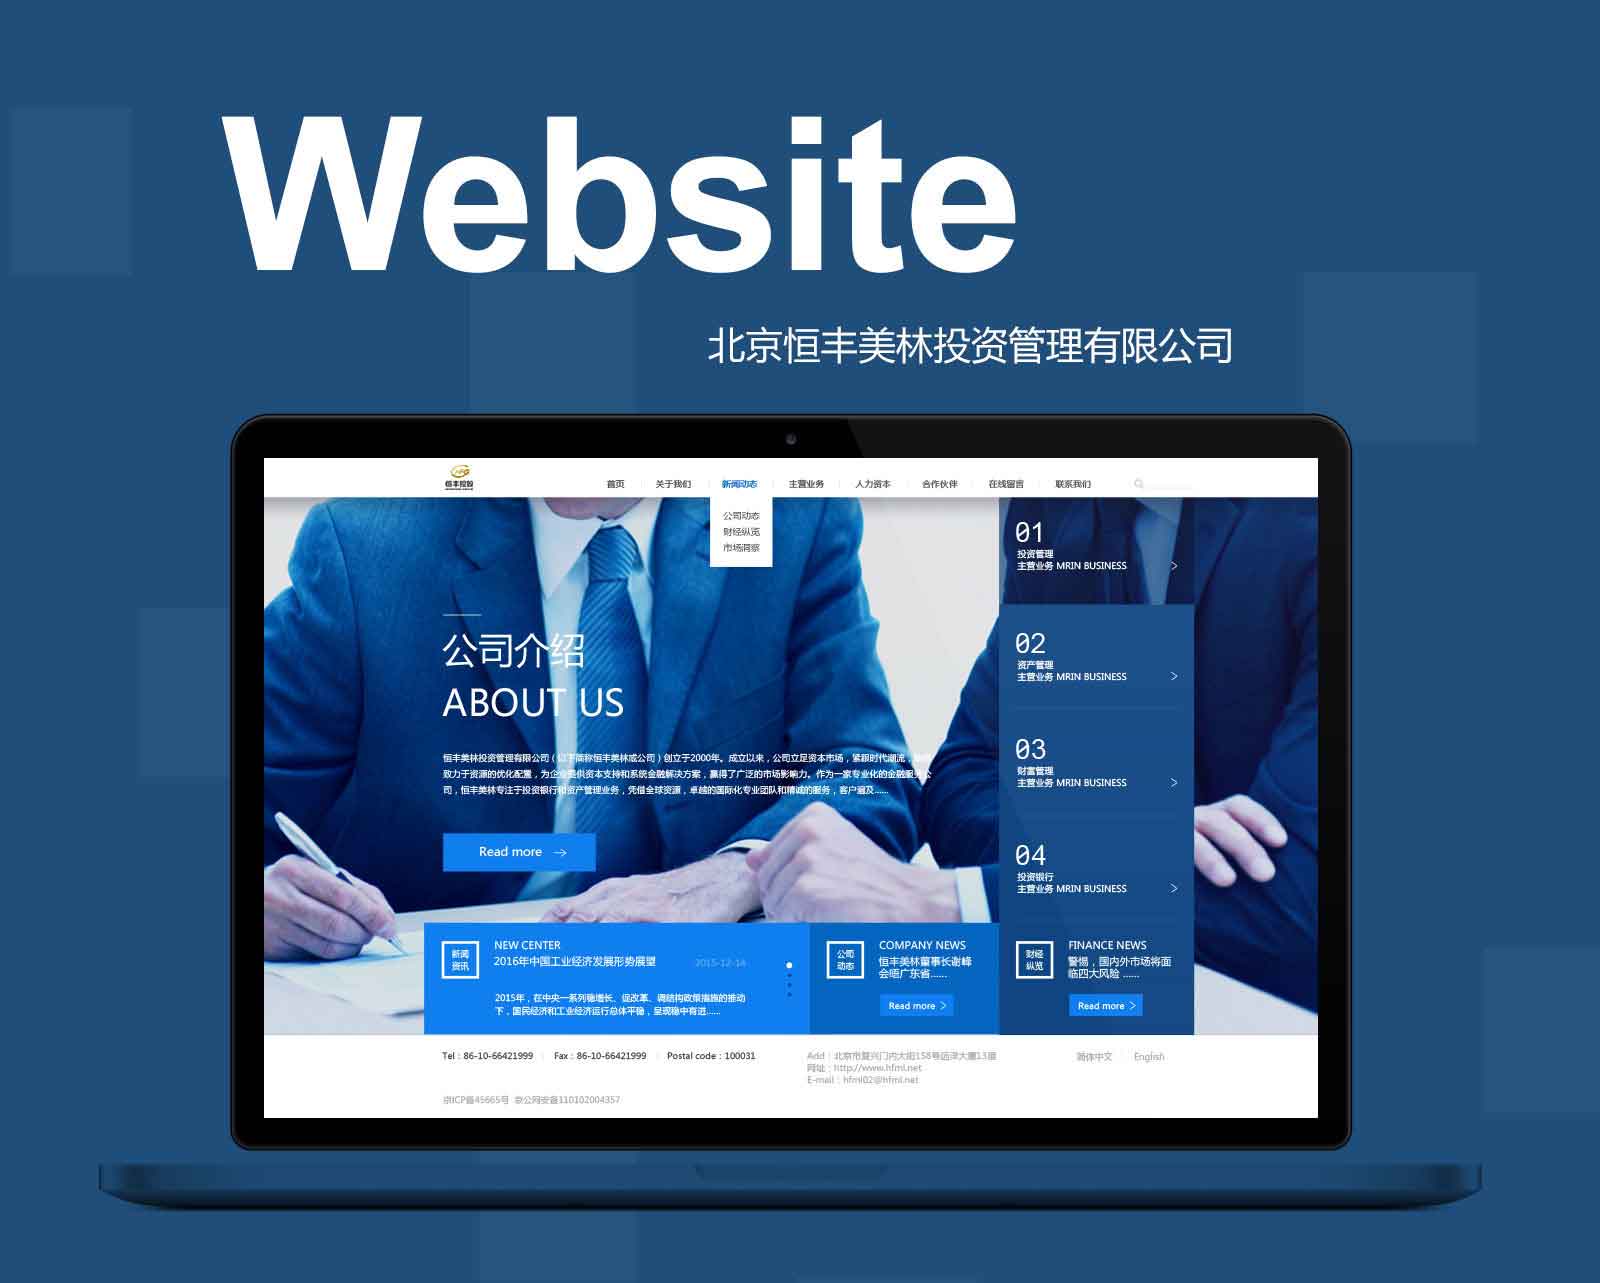 Website
北京恒丰美林投资管理有限公司
恒丰控股
首页 关于我们 新闻动态 主营业务 人力资本 合作伙伴 在线留言 联系我们
公司动态
财经纵览
市场洞察
公司介绍
ABOUT US
恒丰美林投资管理有限公司（以下简称恒丰美林或公司）创立于2000年。成立以来，公司立足资本市场，紧跟时代潮流，
致力于资源的优化配置，为企业提供资本支持和系统金融解决方案，赢得了广泛的市场影响力。作为一家专业化的金融服务公
司，恒丰美林专注于投资银行和资产管理业务，凭借全球资源，卓越的国际化专业团队和精诚的服务，客户遍及......
Read more
01
投资管理
主营业务 MRIN BUSINESS
02
资产管理
主营业务 MRIN BUSINESS
03
财富管理
主营业务 MRIN BUSINESS
04
投资银行
主营业务 MRIN BUSINESS
新闻
资讯
NEW CENTER
2016年中国工业经济发展形势展望 2015-12-14
2015年，在中央一系列稳增长、促改革、调结构政策措施的推动
下，国民经济和工业经济运行总体平稳，呈现稳中有进......
公司
动态
COMPANY NEWS
恒丰美林董事长谢峰
会晤广东省......
Read more
财经
纵览
FINANCE NEWS
警惕，国内外市场将面
临四大风险 ......
Read more
Tel：86-10-66421999 Fax：86-10-66421999 Postal code：100031
Add：北京市复兴门内大街158号远洋大厦13层
网址：http://www.hfml.net
E-mail：hfml02@hfml.net
简体中文 English
京ICP备45665号 京公网安备110102004357